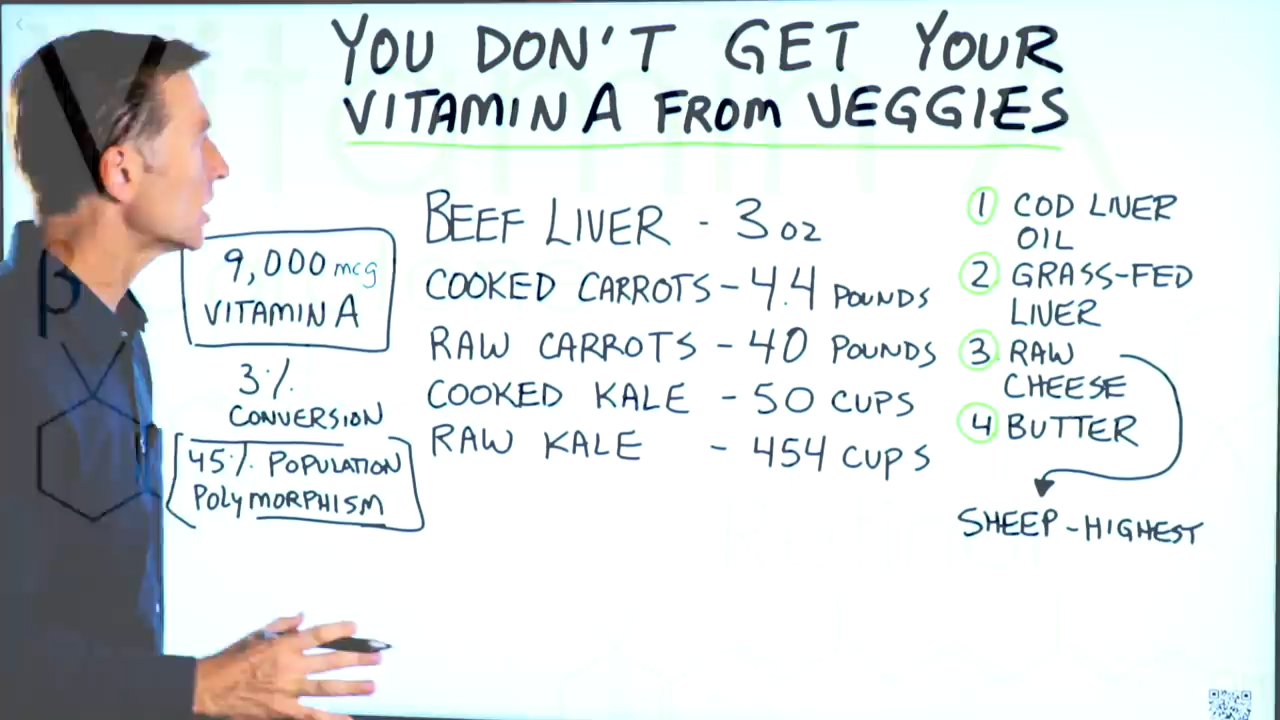 YOU DON'T GET YOUR
VITAMIN A FROM VEGGIES
9,000 mcg
VITAMIN A
3%
CONVERSION
45% POPULATION
POLYMORPHISM
BEEF LIVER - 3 oz
COOKED CARROTS - 4.4 POUNDS
RAW CARROTS - 40 POUNDS
COOKED KALE - 50 CUPS
RAW KALE - 454 CUPS
1 COD LIVER
OIL
2 GRASS-FED
LIVER
3 RAW
CHEESE
4 BUTTER
SHEEP - HIGHEST
β